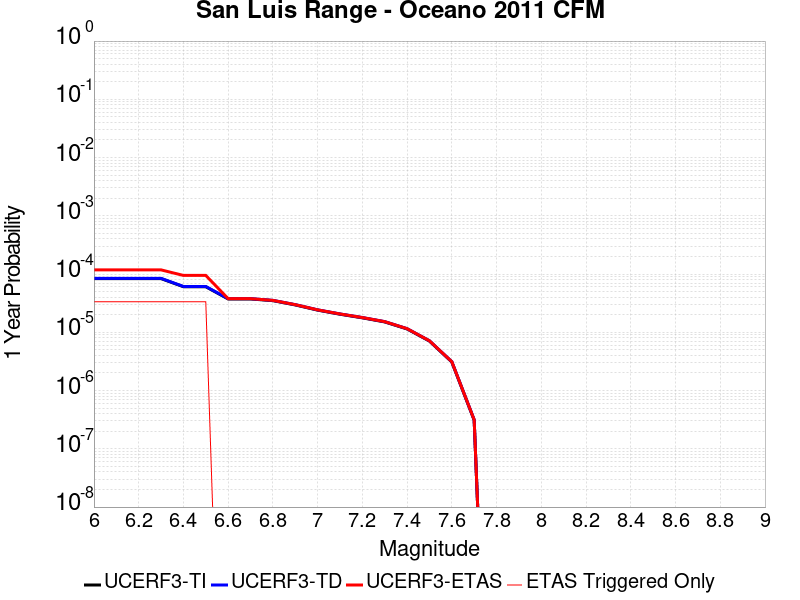 San Luis Range - Oceano 2011 CFM
1 Year Probability
10^0
10^-1
10^-2
10^-3
10^-4
10^-5
10^-6
10^-7
10^-8
6 6.2 6.4 6.6 6.8 7 7.2 7.4 7.6 7.8 8 8.2 8.4 8.6 8.8 9
Magnitude
UCERF3-TI UCERF3-TD UCERF3-ETAS ETAS Triggered Only